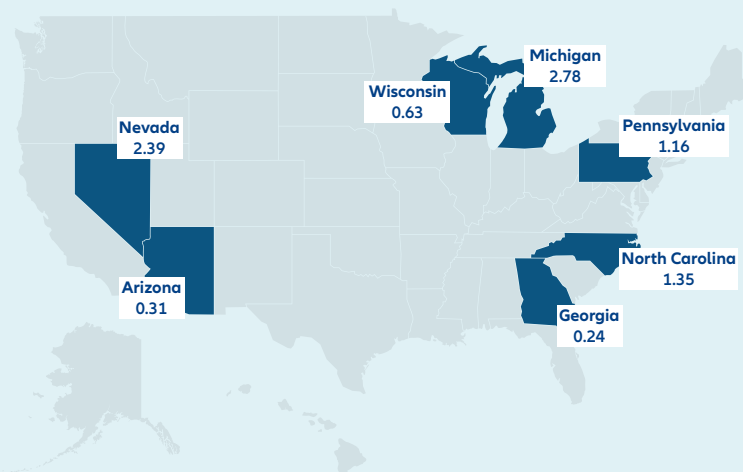 Michigan
2.78
Wisconsin
0.63
Nevada
2.39
Pennsylvania
1.16
North Carolina
1.35
Arizona
0.31
Georgia
0.24